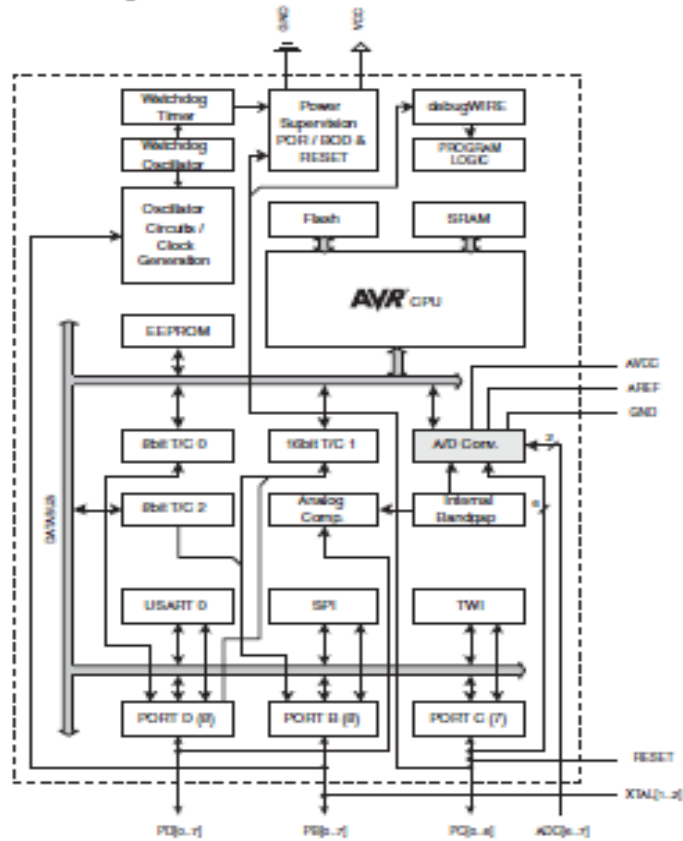 GND
VCC
Watchdog
Timer
Power
Supervision
POR / BOD &
RESET
debugWIRE
Watchdog
Oscillator
PROGRAM
LOGIC
Oscillator
Circuits /
Clock
Generation
Flash
SRAM
AVR CPU
EEPROM
AVCC
AREF
GND
8bit T/C 0
16bit T/C 1
A/D Conv.
2
DATABUS
8bit T/C 2
Analog
Comp.
Internal
Bandgap
6
USART 0
SPI
TWI
PORT D (8)
PORT B (8)
PORT C (7)
RESET
XTAL[1..2]
PD[0..7]
PB[0..7]
PC[0..6]
ADC[6..7]